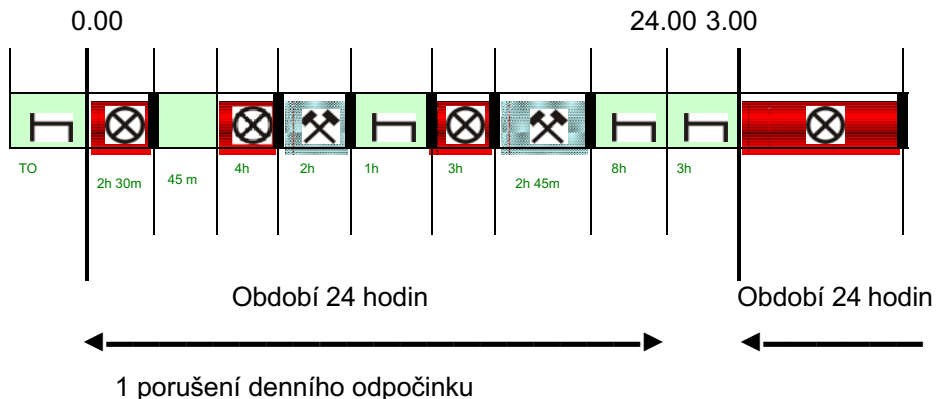 0.00 24.00 3.00
TO 2h 30m 45 m 4h 2h 1h 3h 2h 45m 8h 3h
Období 24 hodin Období 24 hodin
1 porušení denního odpočinku